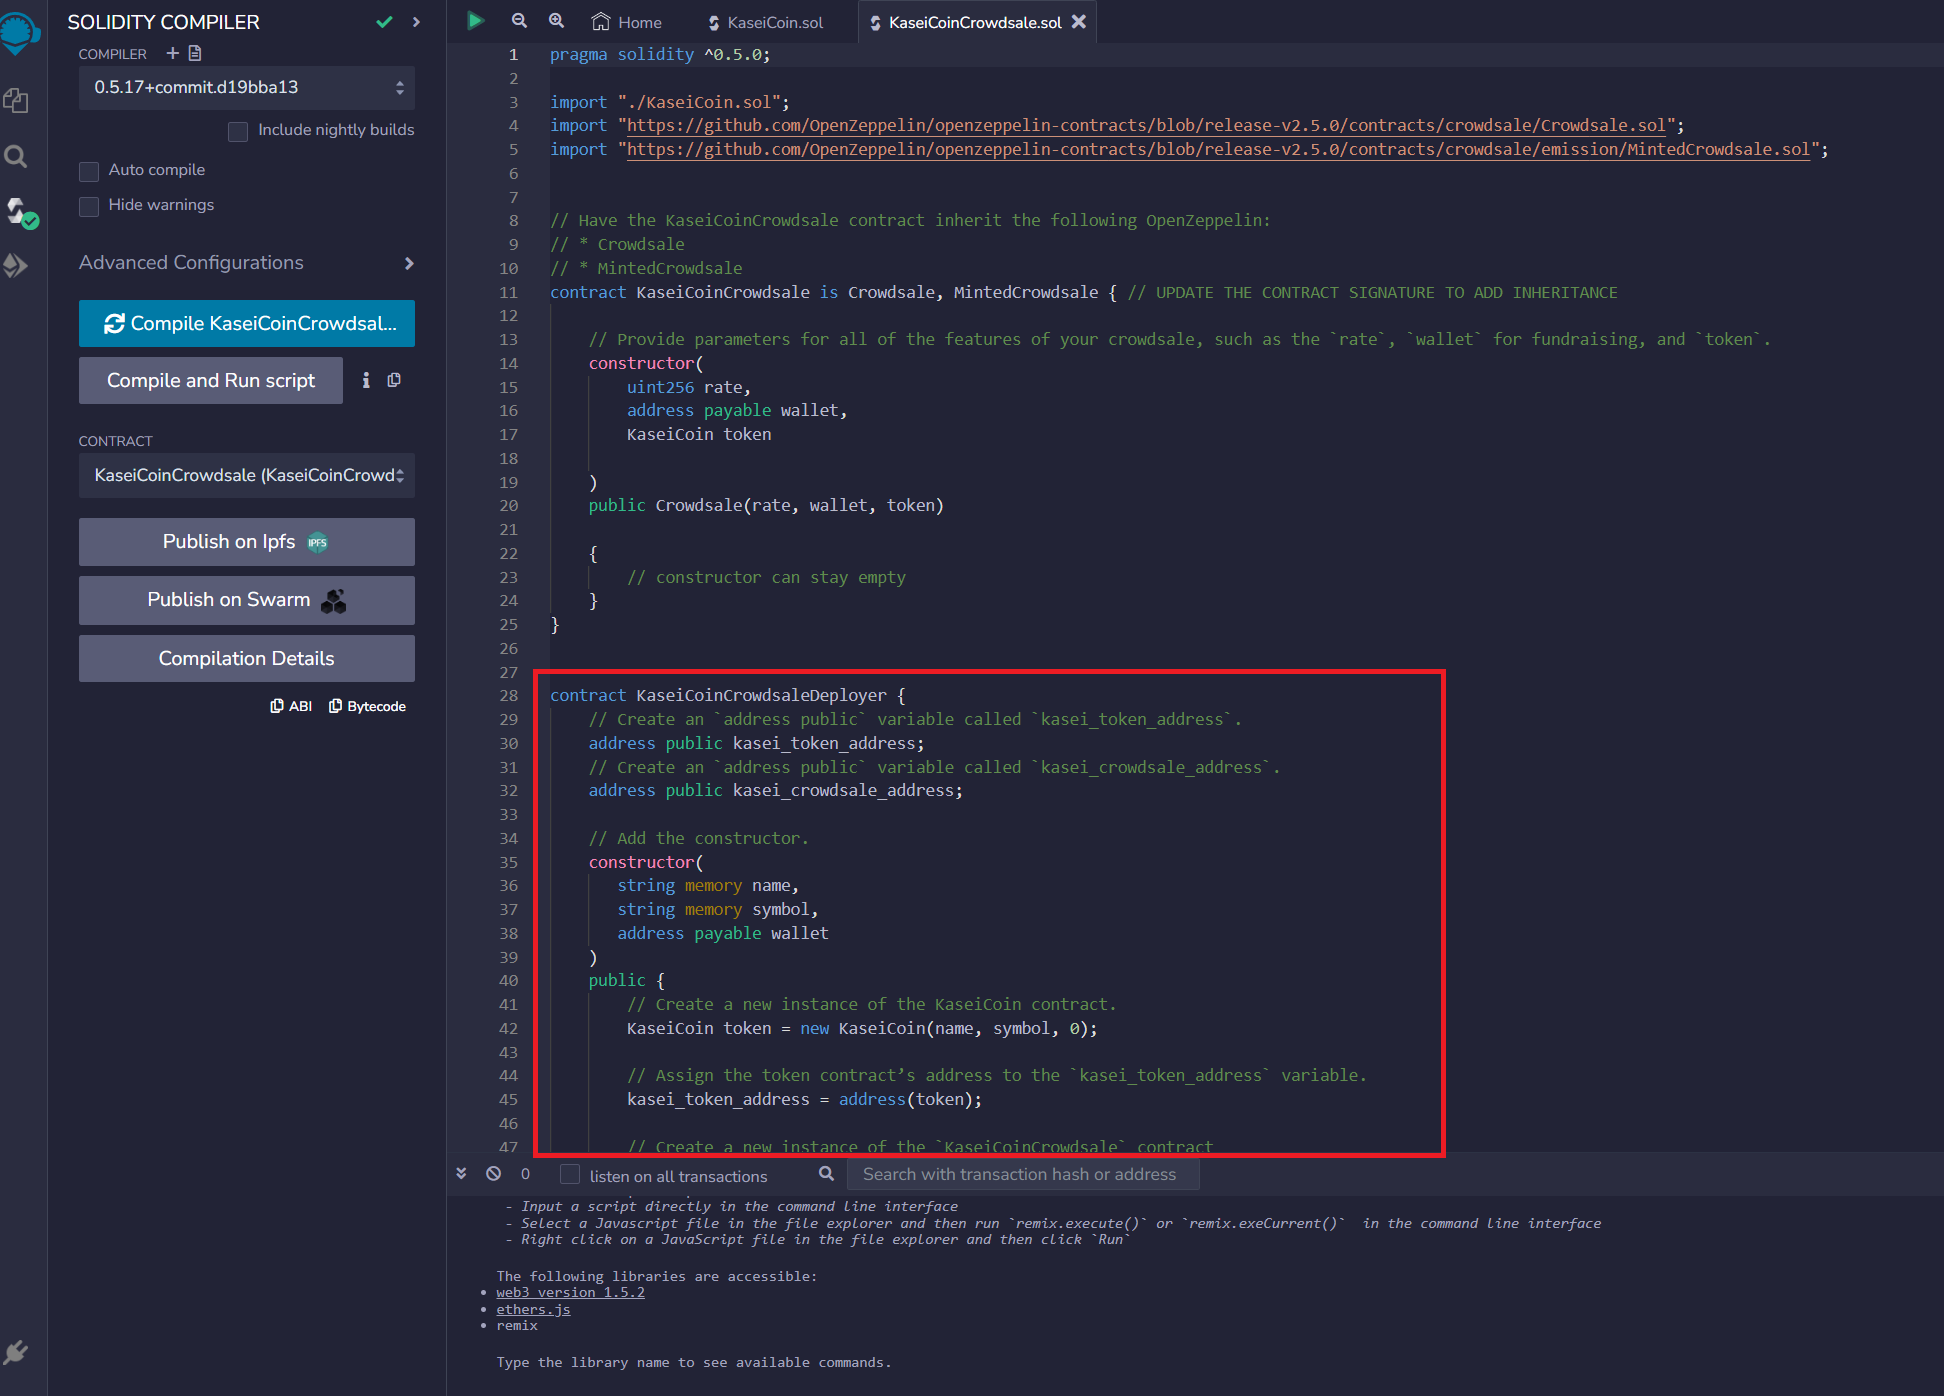 SOLIDITY COMPILER
COMPILER
0.5.17+commit.d19bba13
Include nightly builds
Auto compile
Hide warnings
Advanced Configurations
Compile KaseiCoinCrowdsal...
Compile and Run script
CONTRACT
KaseiCoinCrowdsale (KaseiCoinCrowd
Publish on Ipfs IPFS
Publish on Swarm
Compilation Details
ABI Bytecode
Home KaseiCoin.sol KaseiCoinCrowdsale.sol
1 pragma solidity ^0.5.0;
2
3 import "./KaseiCoin.sol";
4 import "https://github.com/OpenZeppelin/openzeppelin-contracts/blob/release-v2.5.0/contracts/crowdsale/Crowdsale.sol";
5 import "https://github.com/OpenZeppelin/openzeppelin-contracts/blob/release-v2.5.0/contracts/crowdsale/emission/MintedCrowdsale.sol";
6
7
8 // Have the KaseiCoinCrowdsale contract inherit the following OpenZeppelin:
9 // * Crowdsale
10 // * MintedCrowdsale
11 contract KaseiCoinCrowdsale is Crowdsale, MintedCrowdsale { // UPDATE THE CONTRACT SIGNATURE TO ADD INHERITANCE
12
13 // Provide parameters for all of the features of your crowdsale, such as the `rate`, `wallet` for fundraising, and `token`.
14 constructor(
15 uint256 rate,
16 address payable wallet,
17 KaseiCoin token
18
19 )
20 public Crowdsale(rate, wallet, token)
21
22 {
23 // constructor can stay empty
24 }
25 }
26
27
28 contract KaseiCoinCrowdsaleDeployer {
29 // Create an `address public` variable called `kasei_token_address`.
30 address public kasei_token_address;
31 // Create an `address public` variable called `kasei_crowdsale_address`.
32 address public kasei_crowdsale_address;
33
34 // Add the constructor.
35 constructor(
36 string memory name,
37 string memory symbol,
38 address payable wallet
39 )
40 public {
41 // Create a new instance of the KaseiCoin contract.
42 KaseiCoin token = new KaseiCoin(name, symbol, 0);
43
44 // Assign the token contract’s address to the `kasei_token_address` variable.
45 kasei_token_address = address(token);
46
47 // Create a new instance of the `KaseiCoinCrowdsale` contract
0 listen on all transactions Search with transaction hash or address
- Input a script directly in the command line interface
- Select a Javascript file in the file explorer and then run `remix.execute()` or `remix.exeCurrent()` in the command line interface
- Right click on a JavaScript file in the file explorer and then click `Run`
The following libraries are accessible:
• web3 version 1.5.2
• ethers.js
• remix
Type the library name to see available commands.